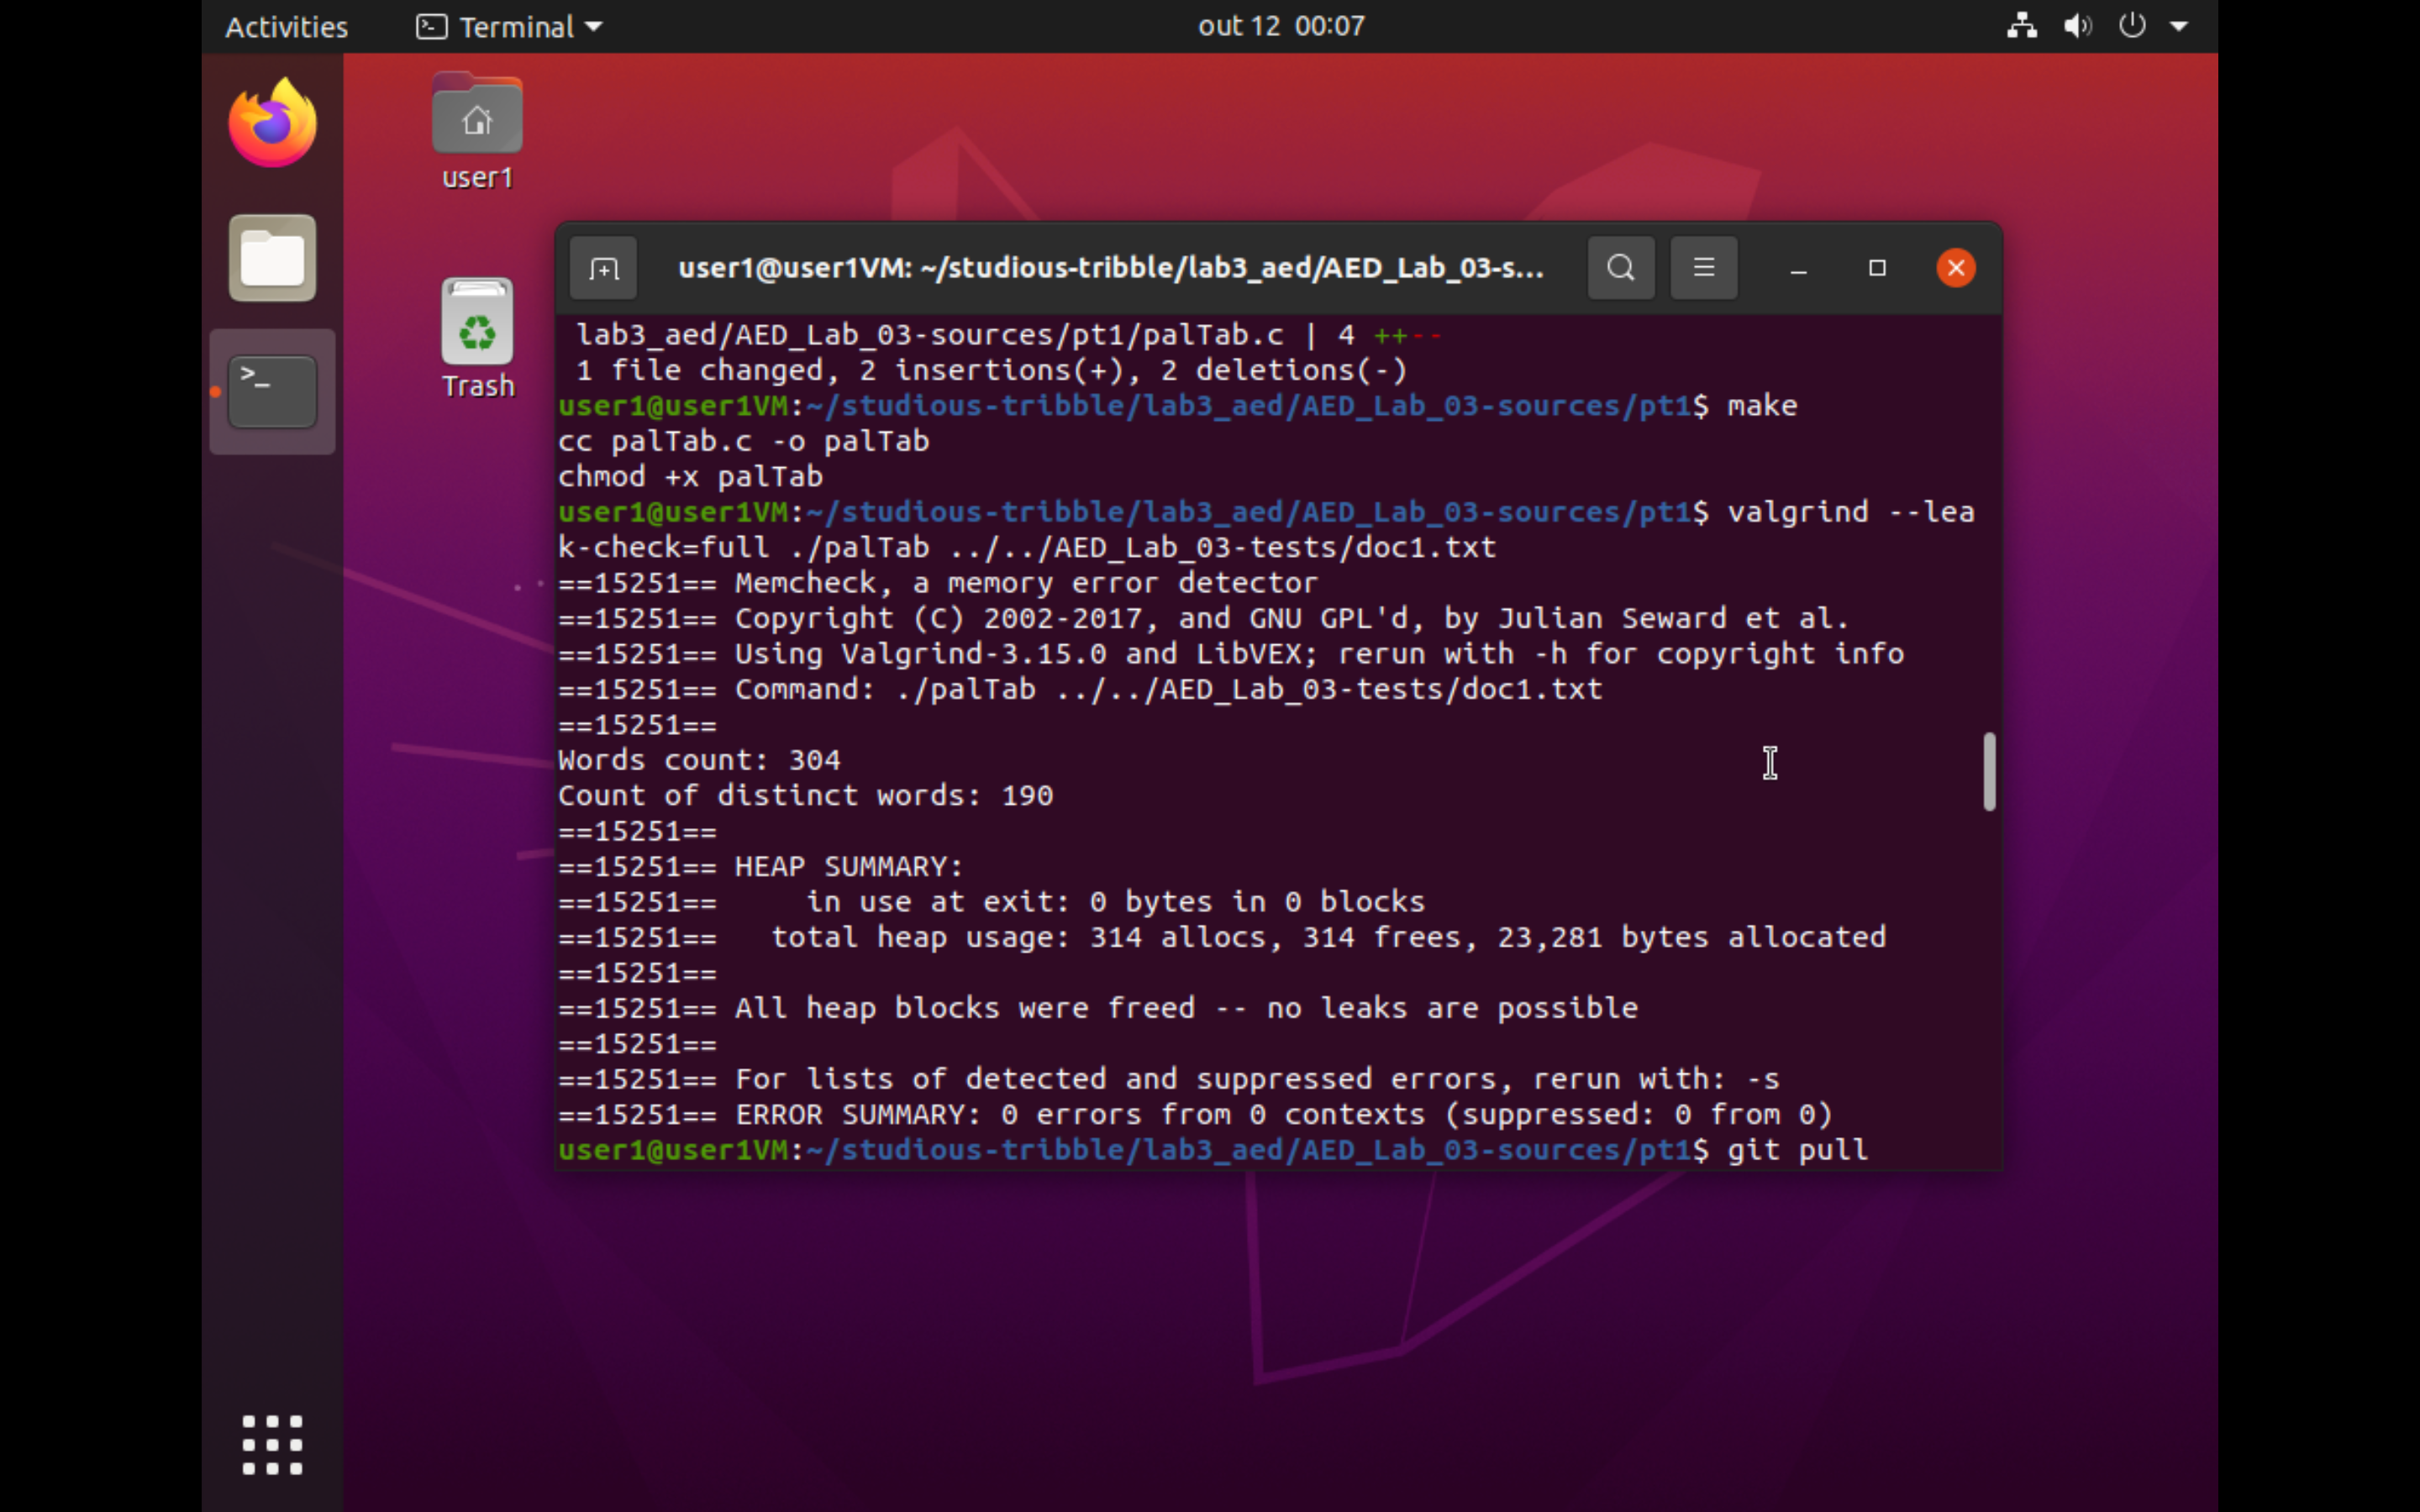 Activities
Terminal
out 12 00:07
user1
Trash
user1@user1VM: ~/studious-tribble/lab3_aed/AED_Lab_03-s...
lab3_aed/AED_Lab_03-sources/pt1/palTab.c | 4 ++--
1 file changed, 2 insertions(+), 2 deletions(-)
user1@user1VM:~/studious-tribble/lab3_aed/AED_Lab_03-sources/pt1$ make
cc palTab.c -o palTab
chmod +x palTab
user1@user1VM:~/studious-tribble/lab3_aed/AED_Lab_03-sources/pt1$ valgrind --lea
k-check=full ./palTab ../../AED_Lab_03-tests/doc1.txt
==15251== Memcheck, a memory error detector
==15251== Copyright (C) 2002-2017, and GNU GPL'd, by Julian Seward et al.
==15251== Using Valgrind-3.15.0 and LibVEX; rerun with -h for copyright info
==15251== Command: ./palTab ../../AED_Lab_03-tests/doc1.txt
==15251==
Words count: 304
Count of distinct words: 190
==15251==
==15251== HEAP SUMMARY:
==15251==     in use at exit: 0 bytes in 0 blocks
==15251==   total heap usage: 314 allocs, 314 frees, 23,281 bytes allocated
==15251==
==15251== All heap blocks were freed -- no leaks are possible
==15251==
==15251== For lists of detected and suppressed errors, rerun with: -s
==15251== ERROR SUMMARY: 0 errors from 0 contexts (suppressed: 0 from 0)
user1@user1VM:~/studious-tribble/lab3_aed/AED_Lab_03-sources/pt1$ git pull